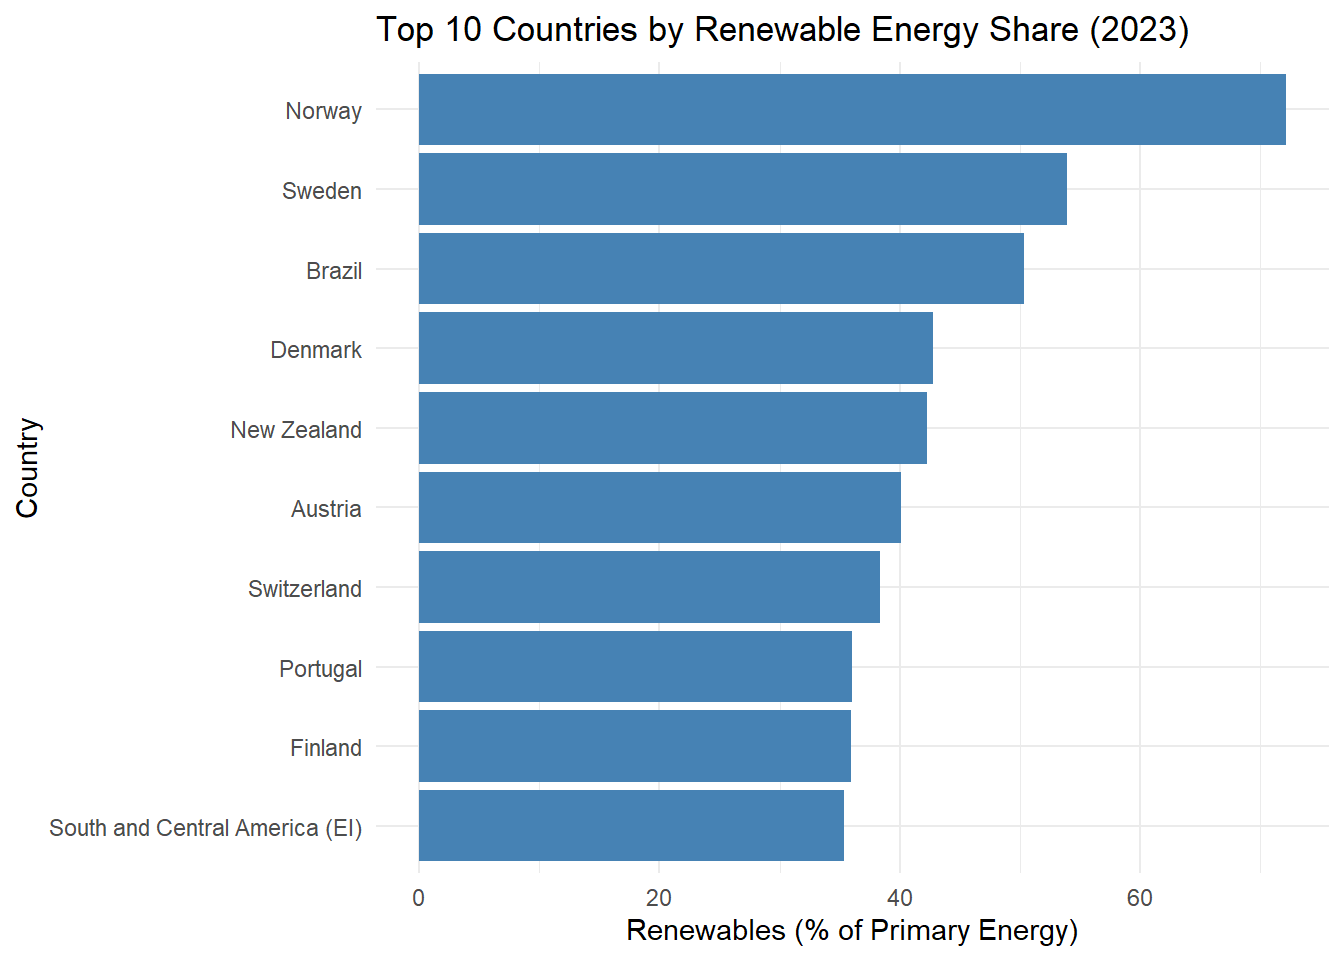 Top 10 Countries by Renewable Energy Share (2023)
Country
Norway
Sweden
Brazil
Denmark
New Zealand
Austria
Switzerland
Portugal
Finland
South and Central America (EI)
0
20
40
60
Renewables (% of Primary Energy)